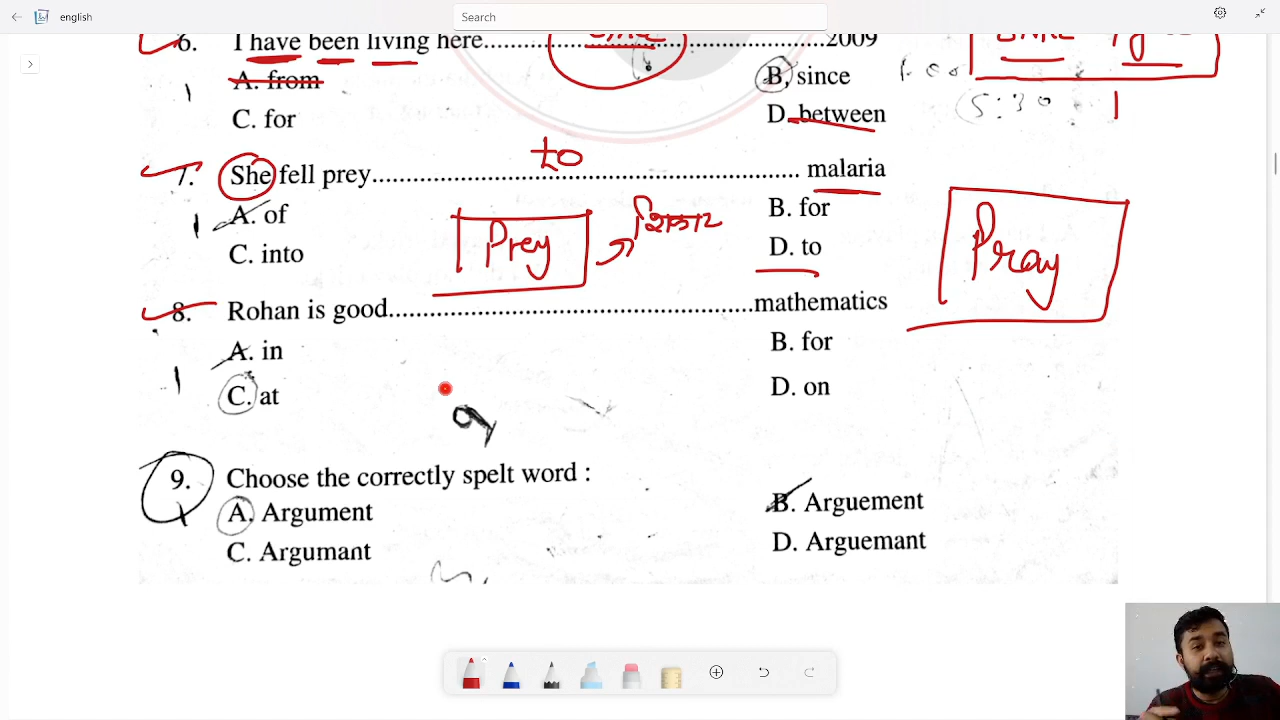 english
Search
6. I have been living here.......................................................................2009
A. from
B. since
C. for
D. between
1
to
7. She fell prey............................................................................... malaria
A. of
B. for
C. into
D. to
Prey
शिकार
Pray
8. Rohan is good....................................................................mathematics
A. in
B. for
C. at
D. on
9
9. Choose the correctly spelt word :
A. Argument
B. Arguement
C. Argumant
D. Arguemant